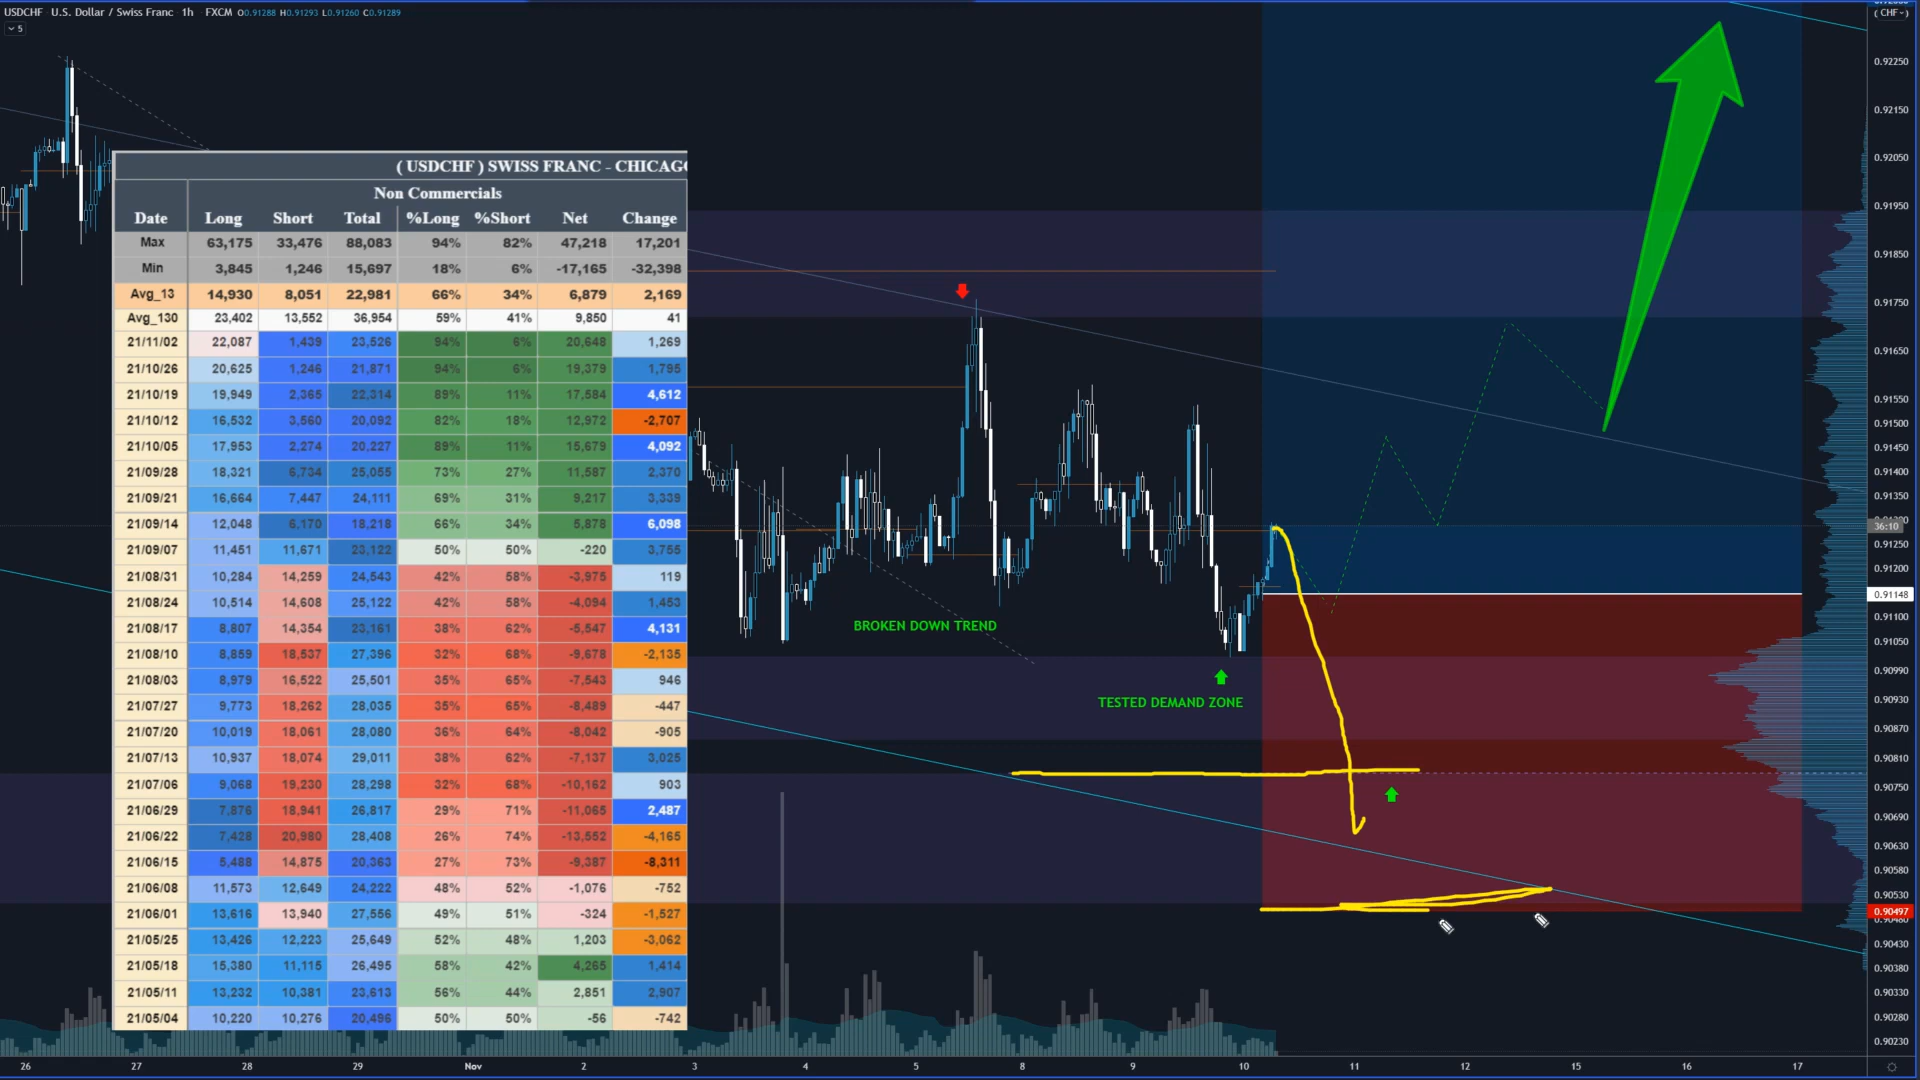 USDCHF · U.S. Dollar / Swiss Franc · 1h · FXCM O0.91288 H0.91293 L0.91260 C0.91289
5
( CHF )
( USDCHF ) SWISS FRANC - CHICAG
Non Commercials
Date Long Short Total %Long %Short Net Change
Max 63,175 33,476 88,083 94% 82% 47,218 17,201
Min 3,845 1,246 15,697 18% 6% -17,165 -32,398
Avg_13 14,930 8,051 22,981 66% 34% 6,879 2,169
Avg_130 23,402 13,552 36,954 59% 41% 9,850 41
21/11/02 22,087 1,439 23,526 94% 6% 20,648 1,269
21/10/26 20,625 1,246 21,871 94% 6% 19,379 1,795
21/10/19 19,949 2,365 22,314 89% 11% 17,584 4,612
21/10/12 16,532 3,560 20,092 82% 18% 12,972 -2,707
21/10/05 17,953 2,274 20,227 89% 11% 15,679 4,092
21/09/28 18,321 6,734 25,055 73% 27% 11,587 2,370
21/09/21 16,664 7,447 24,111 69% 31% 9,217 3,339
21/09/14 12,048 6,170 18,218 66% 34% 5,878 6,098
21/09/07 11,451 11,671 23,122 50% 50% -220 3,755
21/08/31 10,284 14,259 24,543 42% 58% -3,975 119
21/08/24 10,514 14,608 25,122 42% 58% -4,094 1,453
21/08/17 8,807 14,354 23,161 38% 62% -5,547 4,131
21/08/10 8,859 18,537 27,396 32% 68% -9,678 -2,135
21/08/03 8,979 16,522 25,501 35% 65% -7,543 946
21/07/27 9,773 18,262 28,035 35% 65% -8,489 -447
21/07/20 10,019 18,061 28,080 36% 64% -8,042 -905
21/07/13 10,937 18,074 29,011 38% 62% -7,137 3,025
21/07/06 9,068 19,230 28,298 32% 68% -10,162 903
21/06/29 7,876 18,941 26,817 29% 71% -11,065 2,487
21/06/22 7,428 20,980 28,408 26% 74% -13,552 -4,165
21/06/15 5,488 14,875 20,363 27% 73% -9,387 -8,311
21/06/08 11,573 12,649 24,222 48% 52% -1,076 -752
21/06/01 13,616 13,940 27,556 49% 51% -324 -1,527
21/05/25 13,426 12,223 25,649 52% 48% 1,203 -3,062
21/05/18 15,380 11,115 26,495 58% 42% 4,265 1,414
21/05/11 13,232 10,381 23,613 56% 44% 2,851 2,907
21/05/04 10,220 10,276 20,496 50% 50% -56 -742
BROKEN DOWN TREND
TESTED DEMAND ZONE
0.92250
0.92150
0.92050
0.91950
0.91850
0.91750
0.91650
0.91550
0.91500
0.91450
0.91400
0.91350
36:10
0.91250
0.91200
0.91148
0.91100
0.91050
0.90990
0.90930
0.90870
0.90810
0.90750
0.90690
0.90630
0.90580
0.90530
0.90497
0.90430
0.90380
0.90330
0.90280
0.90230
26 27 28 29 Nov 2 3 4 5 8 9 10 11 12 15 16 17